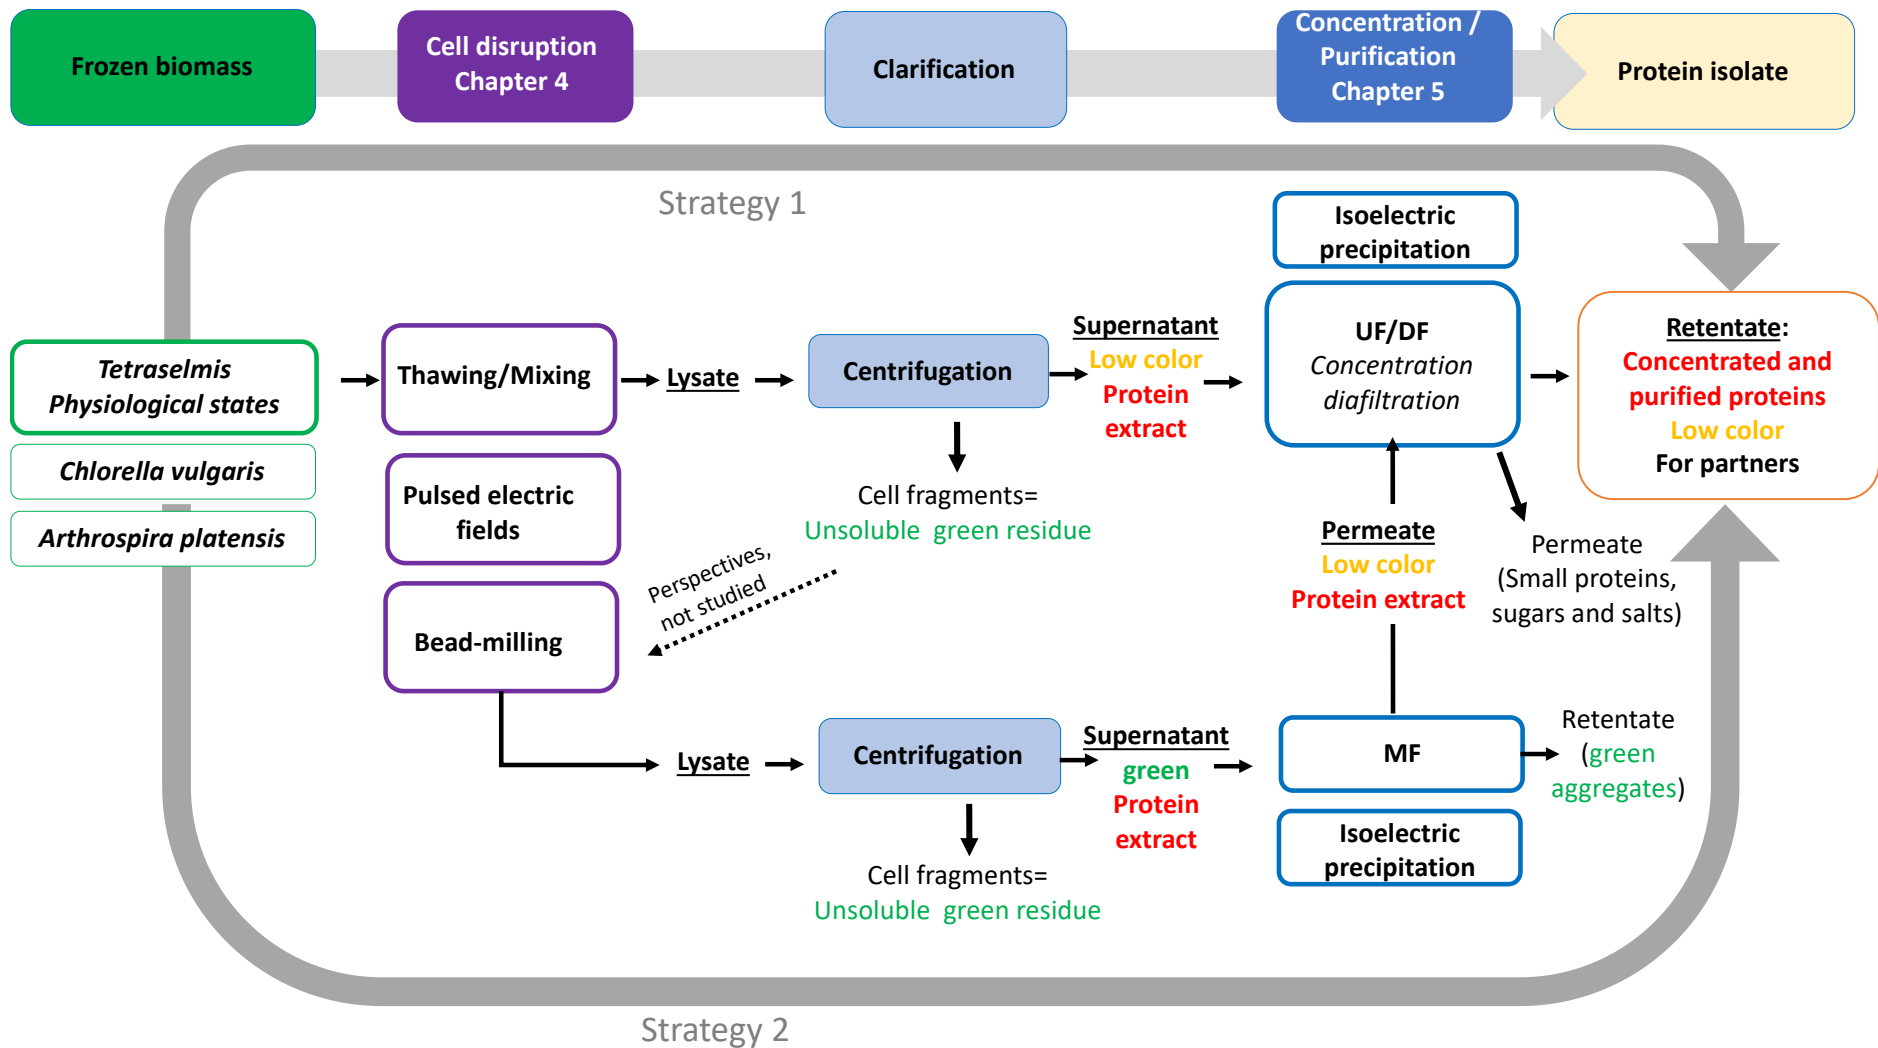 Frozen biomass
Cell disruption
Chapter 4
Clarification
Concentration /
Purification
Chapter 5
Protein isolate
Strategy 1
Tetraselmis
Physiological states
Chlorella vulgaris
Arthrospira platensis
Thawing/Mixing
Pulsed electric
fields
Bead-milling
Lysate
Centrifugation
Cell fragments=
Unsoluble green residue
Perspectives,
not studied
Supernatant
Low color
Protein
extract
Isoelectric
precipitation
UF/DF
Concentration
diafiltration
Retentate:
Concentrated and
purified proteins
Low color
For partners
Permeate
(Small proteins,
sugars and salts)
Permeate
Low color
Protein extract
Lysate
Centrifugation
Cell fragments=
Unsoluble green residue
Supernatant
green
Protein
extract
MF
Isoelectric
precipitation
Retentate
(green
aggregates)
Strategy 2